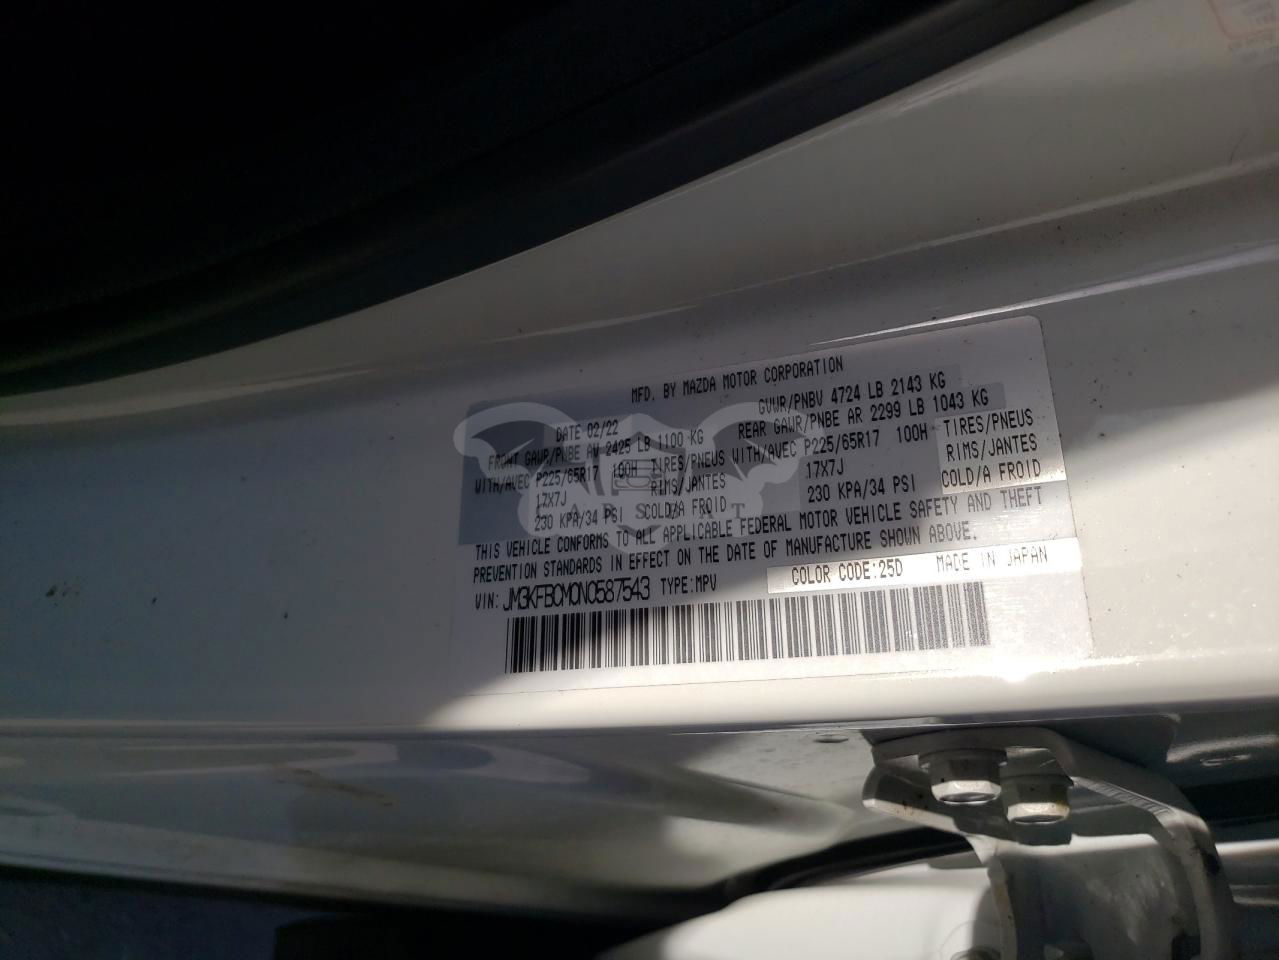 MFD. BY MAZDA MOTOR CORPORATION
DATE 02/22 GVWR/PNBV 4724 LB 2143 KG
FRONT GAWR/PNBE AV 2425 LB 1100 KG REAR GAWR/PNBE AR 2299 LB 1043 KG
WITH/AVEC P225/65R17 100H TIRES/PNEUS WITH/AVEC P225/65R17 100H TIRES/PNEUS
17X7J RIMS/JANTES 17X7J RIMS/JANTES
230 KPA/34 PSI COLD/A FROID 230 KPA/34 PSI COLD/A FROID
THIS VEHICLE CONFORMS TO ALL APPLICABLE FEDERAL MOTOR VEHICLE SAFETY AND THEFT
PREVENTION STANDARDS IN EFFECT ON THE DATE OF MANUFACTURE SHOWN ABOVE.
VIN: JM3KFBCM0N0587543 TYPE:MPV COLOR CODE:25D MADE IN JAPAN